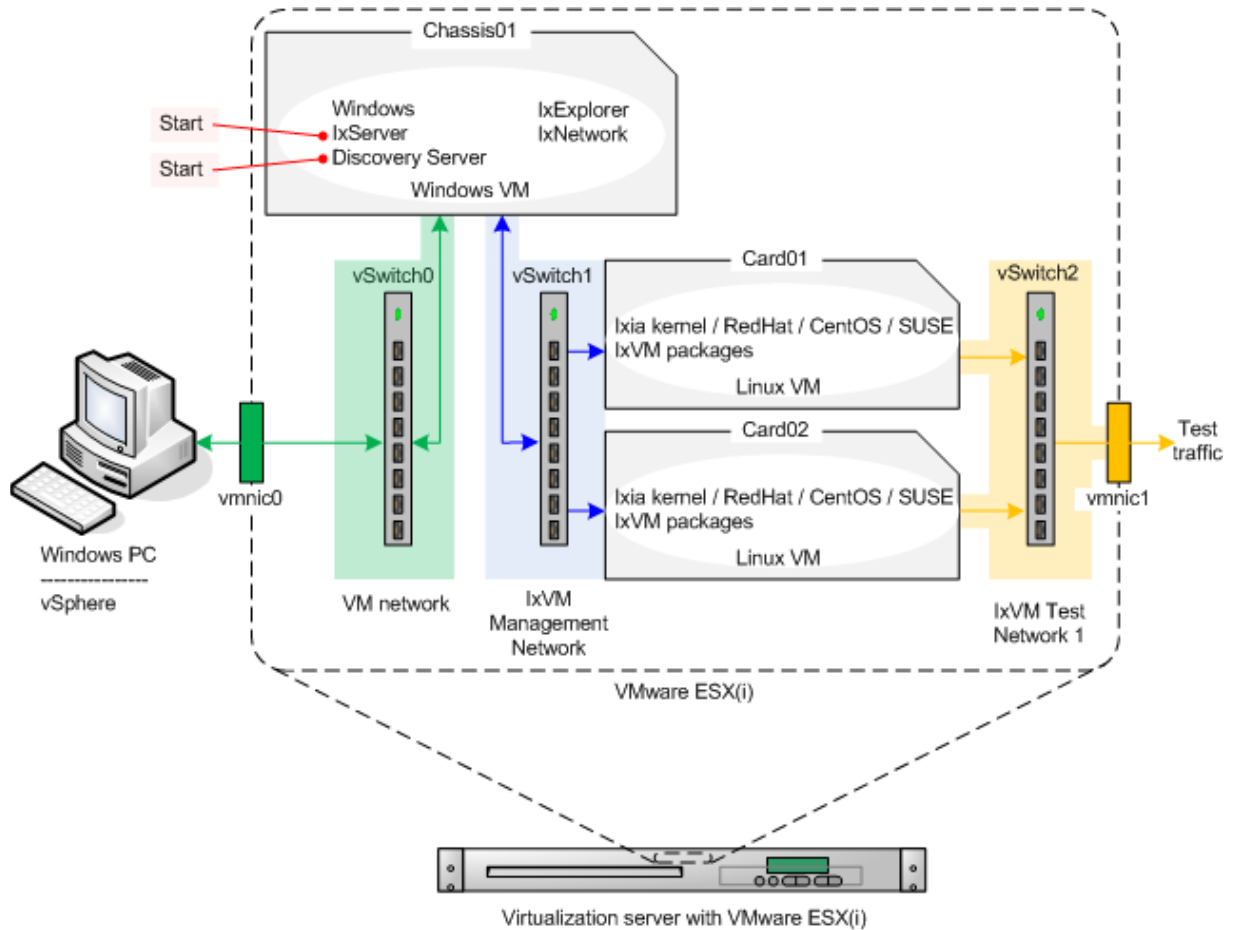 Chassis01
Start
Start
Windows
IxServer
Discovery Server
IxExplorer
IxNetwork
Windows VM
vSwitch0
vSwitch1
Card01
vSwitch2
Ixia kernel / RedHat / CentOS / SUSE
IxVM packages
Linux VM
Card02
Ixia kernel / RedHat / CentOS / SUSE
IxVM packages
Linux VM
Test
traffic
vmnic0
vmnic1
Windows PC
----------------
vSphere
VM network
IxVM
Management
Network
IxVM Test
Network 1
VMware ESX(i)
Virtualization server with VMware ESX(i)